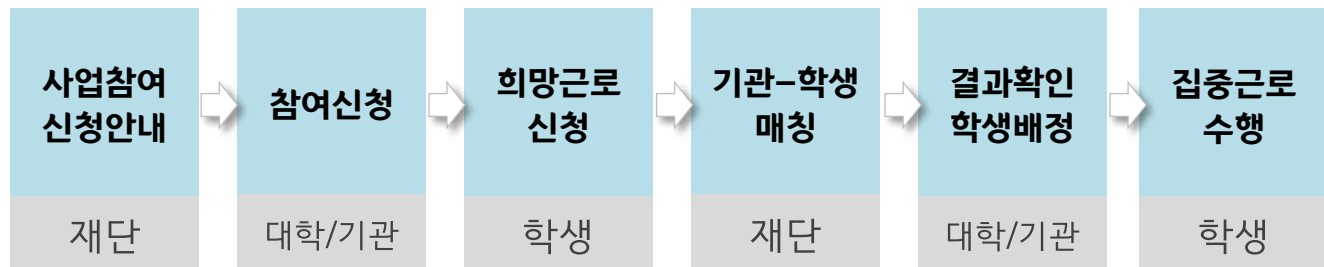 사업참여
신청안내
재단
참여신청
대학/기관
희망근로
신청
학생
기관-학생
매칭
재단
결과확인
학생배정
대학/기관
집중근로
수행
학생